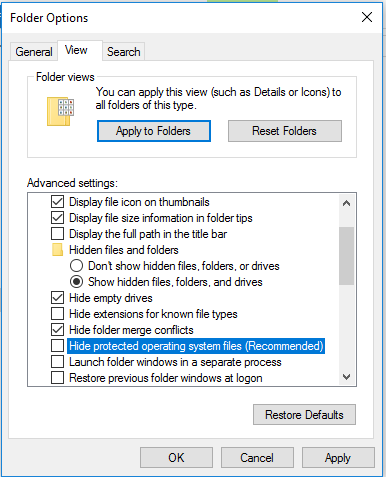 Folder Options
General View Search
Folder views
You can apply this view (such as Details or Icons) to
all folders of this type.
Apply to Folders Reset Folders
Advanced settings:
Display file icon on thumbnails
Display file size information in folder tips
Display the full path in the title bar
Hidden files and folders
Don't show hidden files, folders, or drives
Show hidden files, folders, and drives
Hide empty drives
Hide extensions for known file types
Hide folder merge conflicts
Hide protected operating system files (Recommended)
Launch folder windows in a separate process
Restore previous folder windows at logon
Restore Defaults
OK Cancel Apply